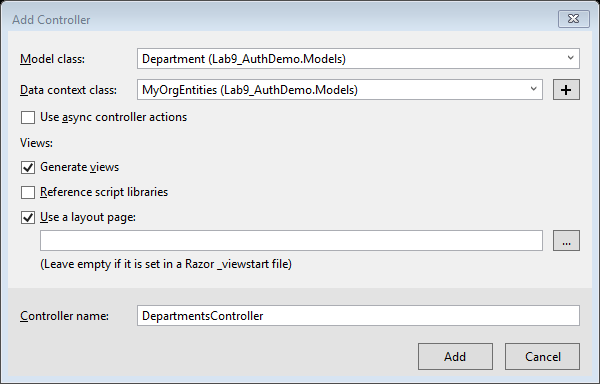 Add Controller
Model class: Department (Lab9_AuthDemo.Models)
Data context class: MyOrgEntities (Lab9_AuthDemo.Models) +
Use async controller actions
Views:
Generate views
Reference script libraries
Use a layout page:
...
(Leave empty if it is set in a Razor _viewstart file)
Controller name: DepartmentsController
Add Cancel